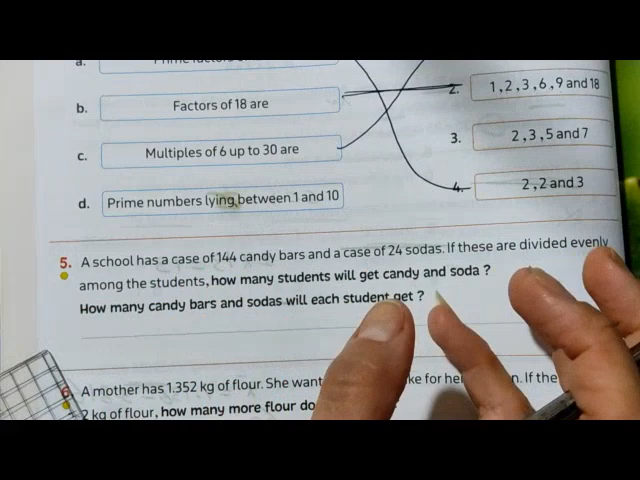 a.
b. Factors of 18 are
c. Multiples of 6 up to 30 are
d. Prime numbers lying between 1 and 10
2. 1 , 2 , 3 , 6 , 9 and 18
3. 2 , 3 , 5 and 7
4. 2 , 2 and 3
5. A school has a case of 144 candy bars and a case of 24 sodas. If these are divided evenly
among the students, how many students will get candy and soda ?
How many candy bars and sodas will each student get ?
6. A mother has 1.352 kg of flour. She want ke for her n. If the
2 kg of flour, how many more flour do